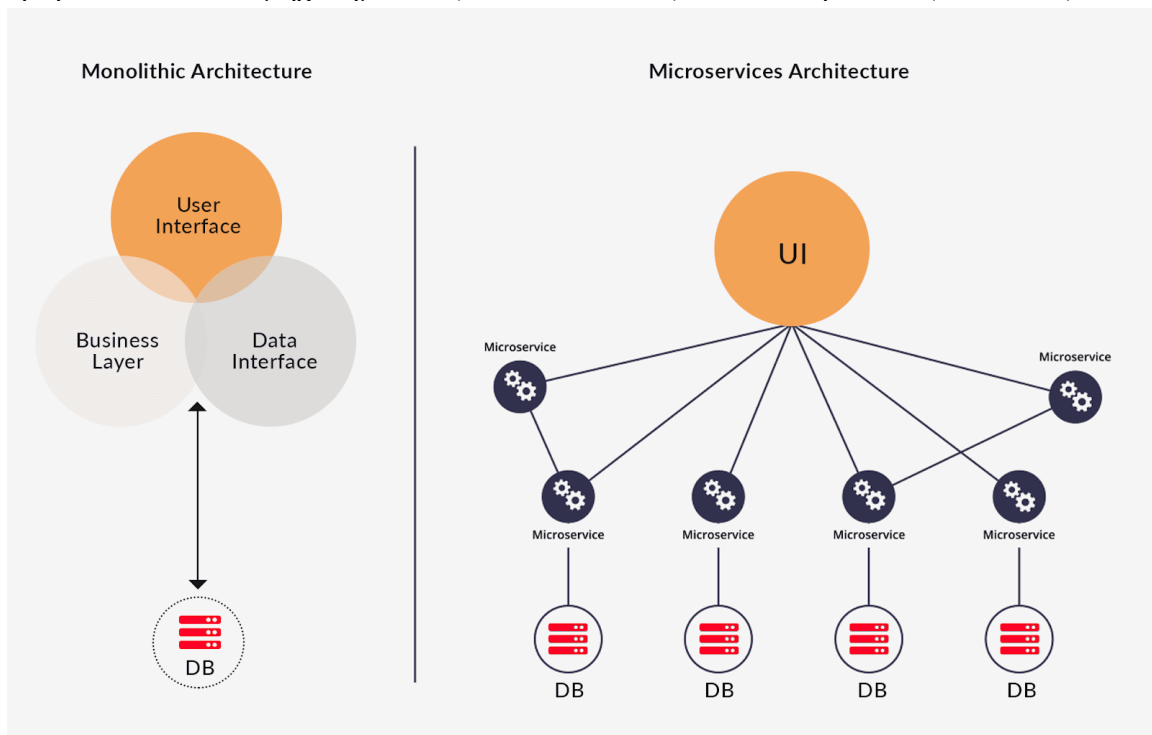 Monolithic Architecture
Microservices Architecture
User
Interface
Business
Layer
Data
Interface
DB
UI
Microservice
Microservice
Microservice
Microservice
Microservice
Microservice
DB
DB
DB
DB